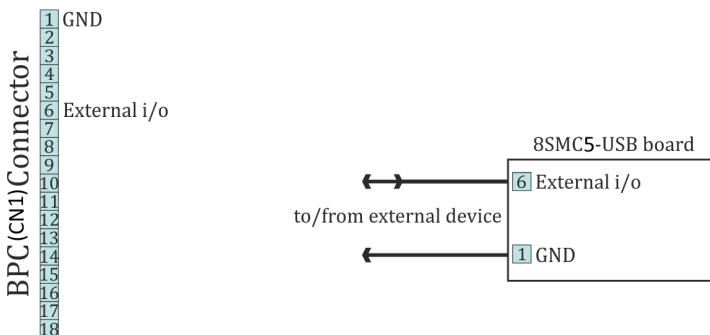 BPC(CN1)Connector
1 GND
2
3
4
5
6 External i/o
7
8
9
10
11
12
13
14
15
16
17
18
8SMC5-USB board
6 External i/o
to/from external device
1 GND